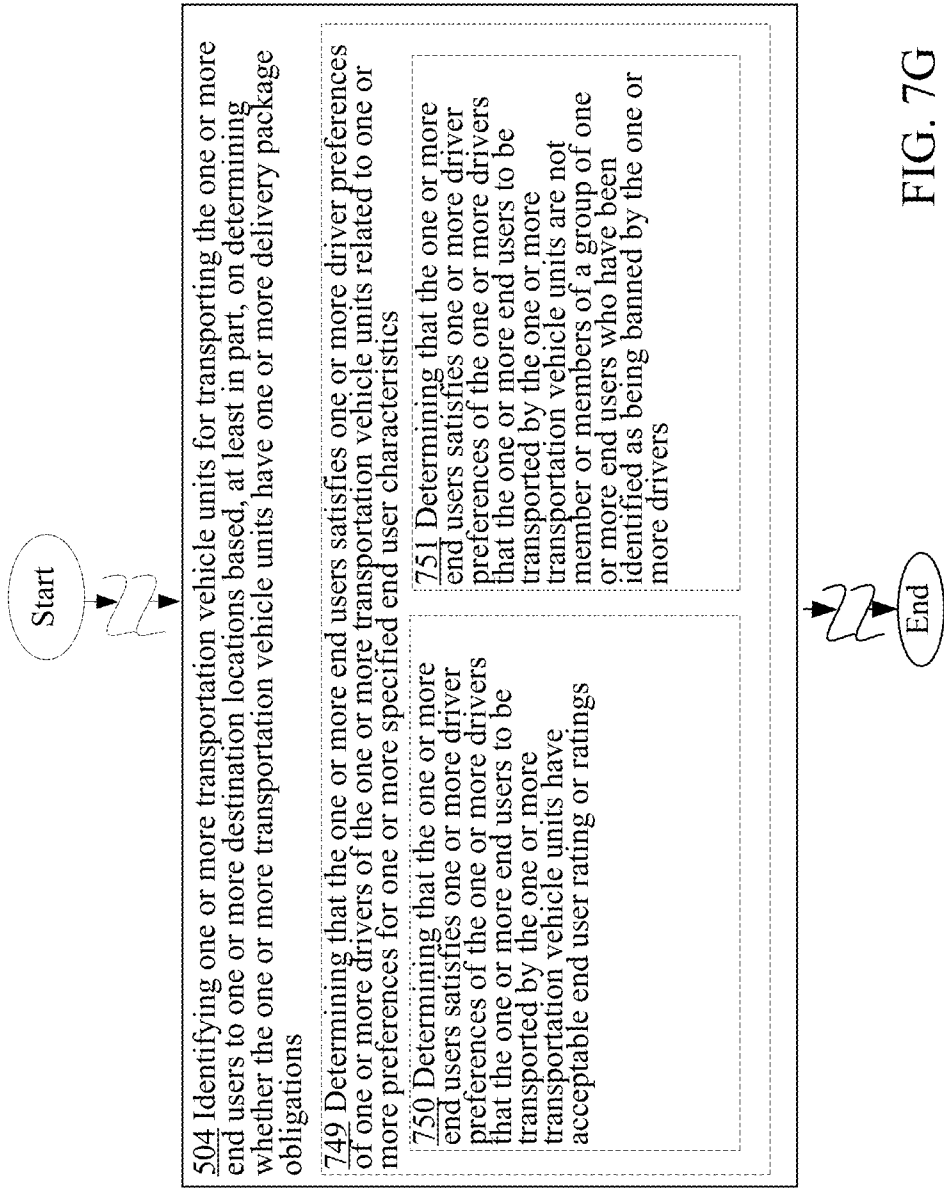 Start
504 Identifying one or more transportation vehicle units for transporting the one or more
end users to one or more destination locations based, at least in part, on determining
whether the one or more transportation vehicle units have one or more delivery package
obligations
749 Determining that the one or more end users satisfies one or more driver preferences
of one or more drivers of the one or more transportation vehicle units related to one or
more preferences for one or more specified end user characteristics
750 Determining that the one or more
end users satisfies one or more driver
preferences of the one or more drivers
that the one or more end users to be
transported by the one or more
transportation vehicle units have
acceptable end user rating or ratings
751 Determining that the one or more
end users satisfies one or more driver
preferences of the one or more drivers
that the one or more end users to be
transported by the one or more
transportation vehicle units are not
member or members of a group of one
or more end users who have been
identified as being banned by the one or
more drivers
End
FIG. 7G